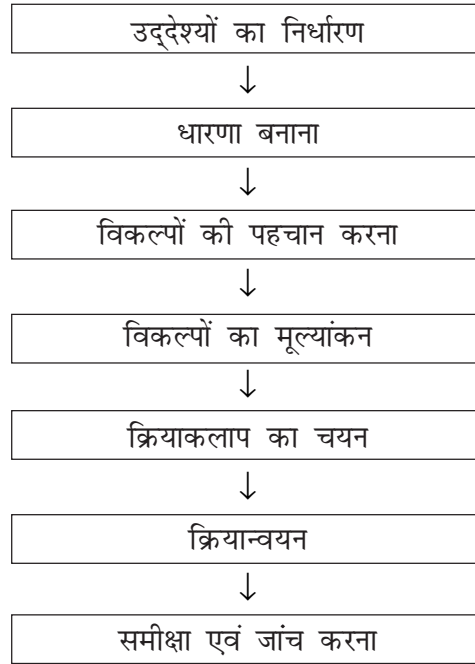 उद्‌देश्यों का निर्धारण
↓
धारणा बनाना
↓
विकल्पों की पहचान करना
↓
विकल्पों का मूल्यांकन
↓
क्रियाकलाप का चयन
↓
क्रियान्वयन
↓
समीक्षा एवं जांच करना